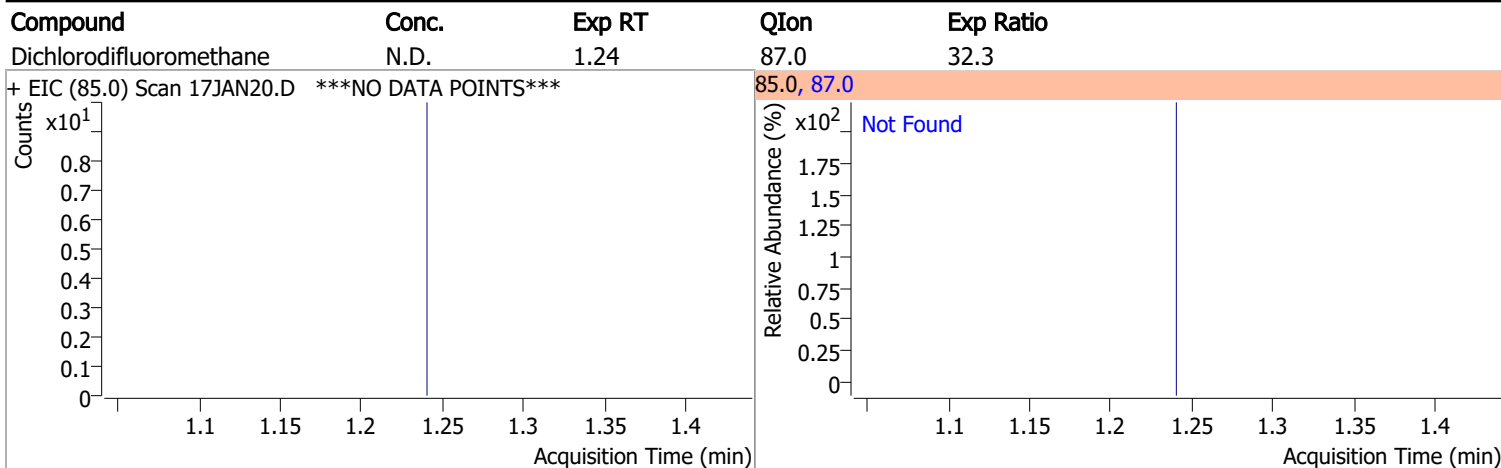 Compound Conc. Exp RT QIon Exp Ratio
Dichlorodifluoromethane N.D. 1.24 87.0 32.3
+ EIC (85.0) Scan 17JAN20.D ***NO DATA POINTS***
Counts
x10¹
0.8
0.7
0.6
0.5
0.4
0.3
0.2
0.1
0
1.1 1.15 1.2 1.25 1.3 1.35 1.4
Acquisition Time (min)
85.0, 87.0
Relative Abundance (%)
x10²
Not Found
1.75
1.5
1.25
1
0.75
0.5
0.25
0
1.1 1.15 1.2 1.25 1.3 1.35 1.4
Acquisition Time (min)